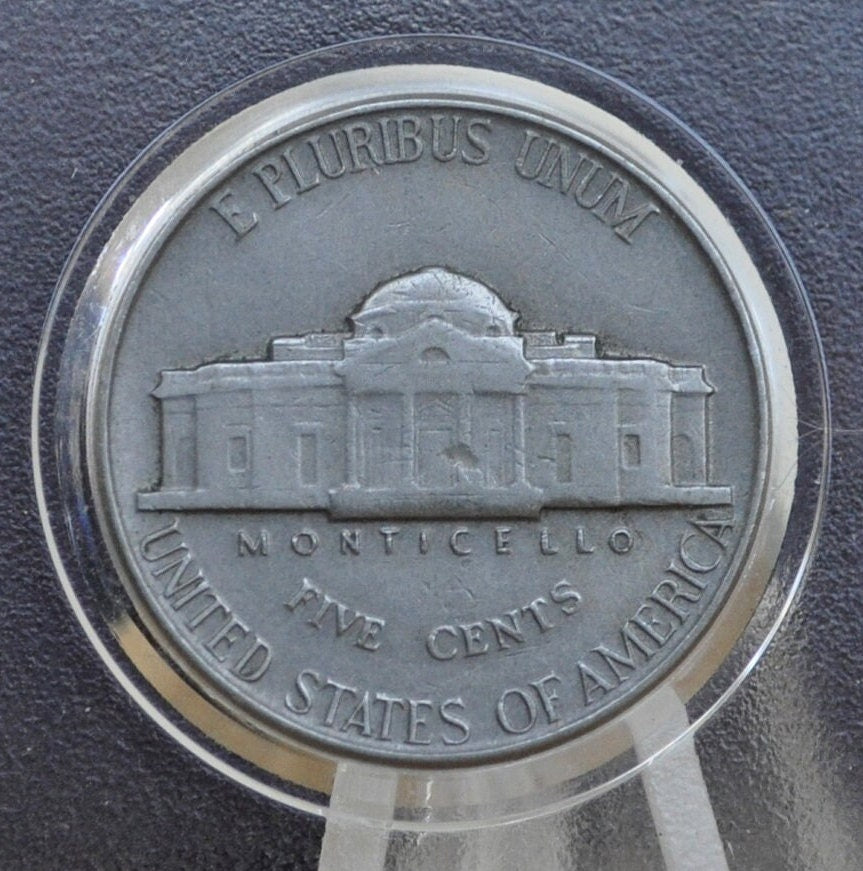 E PLURIBUS UNUM
MONTICELLO
FIVE CENTS
UNITED STATES OF AMERICA